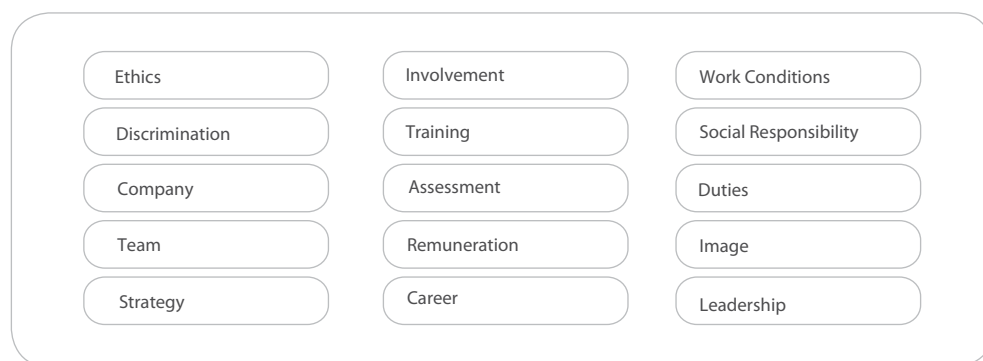 Ethics
Discrimination
Company
Team
Strategy
Involvement
Training
Assessment
Remuneration
Career
Work Conditions
Social Responsibility
Duties
Image
Leadership